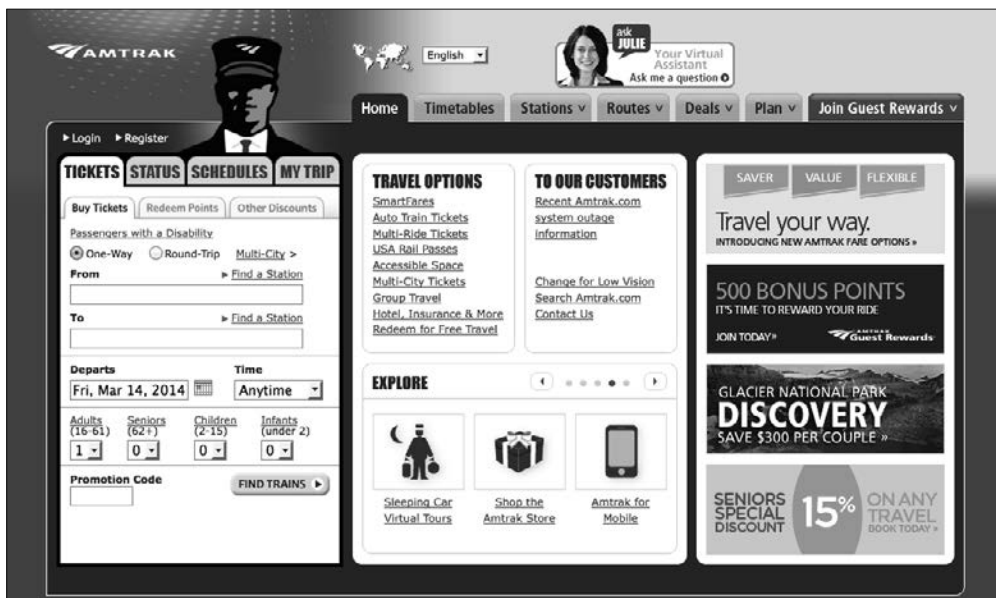 AMTRAK
English
ask
JULIE
Your Virtual
Assistant
Ask me a question
Home Timetables Stations Routes Deals Plan Join Guest Rewards
Login Register
TICKETS STATUS SCHEDULES MY TRIP
Buy Tickets Redeem Points Other Discounts
Passengers with a Disability
One-Way Round-Trip Multi-City >
From Find a Station
To Find a Station
Departs Time
Fri, Mar 14, 2014 Anytime
Adults Seniors Children Infants
(16-61) (62+) (2-15) (under 2)
1 0 0 0
Promotion Code
FIND TRAINS
TRAVEL OPTIONS
SmartFares
Auto Train Tickets
Multi-Ride Tickets
USA Rail Passes
Accessible Space
Multi-City Tickets
Group Travel
Hotel, Insurance & More
Redeem for Free Travel
TO OUR CUSTOMERS
Recent Amtrak.com
system outage
information
Change for Low Vision
Search Amtrak.com
Contact Us
EXPLORE
Sleeping Car
Virtual Tours
Shop the
Amtrak Store
Amtrak for
Mobile
SAVER VALUE FLEXIBLE
Travel your way.
INTRODUCING NEW AMTRAK FARE OPTIONS »
500 BONUS POINTS
IT'S TIME TO REWARD YOUR RIDE
JOIN TODAY»
AMTRAK
Guest Rewards
GLACIER NATIONAL PARK
DISCOVERY
SAVE $300 PER COUPLE »
SENIORS
SPECIAL
DISCOUNT
15%
ON ANY
TRAVEL
BOOK TODAY »